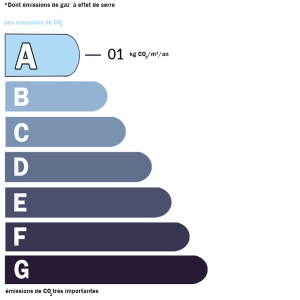 *Dont émissions de gaz à effet de serre
peu émissions de CO₂
A 01 kg CO₂/m²/an
B
C
D
E
F
G
émissions de CO₂ très importantes